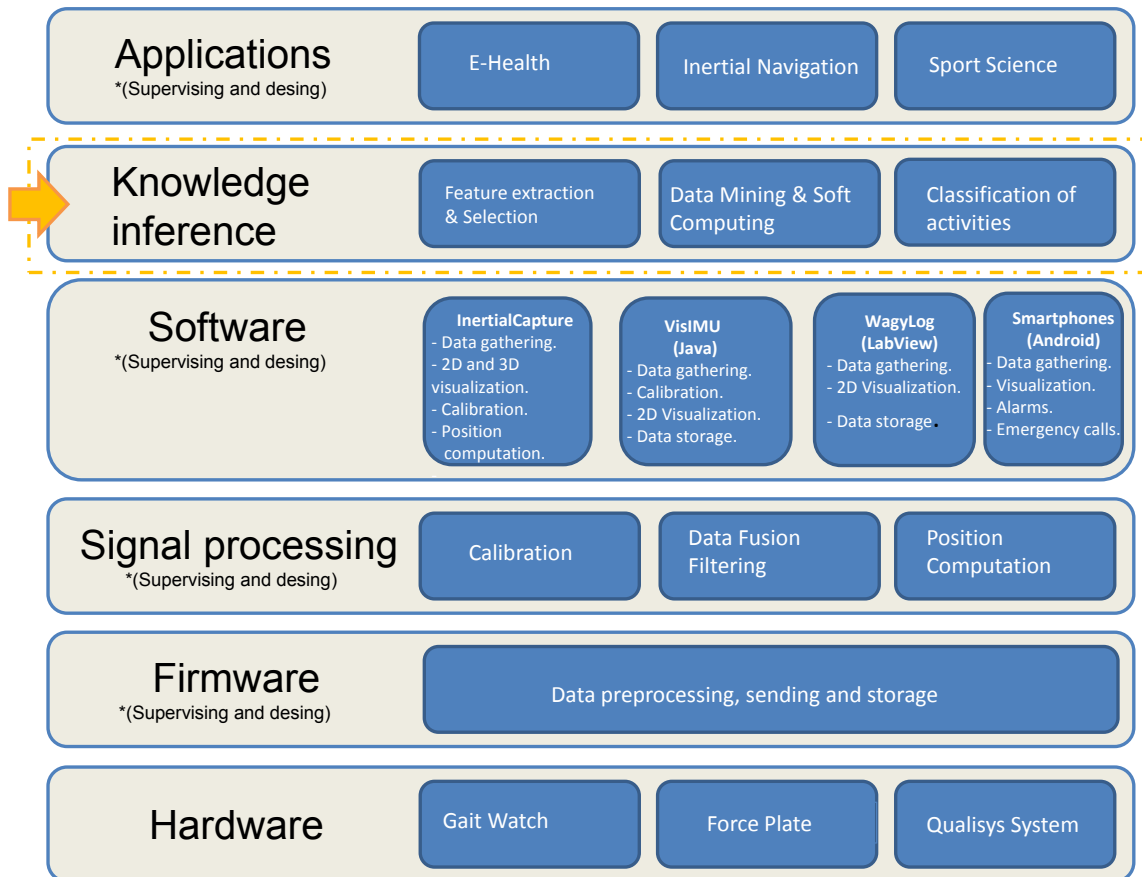 Applications
*(Supervising and desing)
E-Health
Inertial Navigation
Sport Science
Knowledge
inference
Feature extraction
& Selection
Data Mining & Soft
Computing
Classification of
activities
Software
*(Supervising and desing)
InertialCapture
- Data gathering.
- 2D and 3D
visualization.
- Calibration.
- Position
computation.
VisIMU
(Java)
- Data gathering.
- Calibration.
- 2D Visualization.
- Data storage.
WagyLog
(LabView)
- Data gathering.
- 2D Visualization.
- Data storage.
Smartphones
(Android)
- Data gathering.
- Visualization.
- Alarms.
- Emergency calls.
Signal processing
*(Supervising and desing)
Calibration
Data Fusion
Filtering
Position
Computation
Firmware
*(Supervising and desing)
Data preprocessing, sending and storage
Hardware
Gait Watch
Force Plate
Qualisys System